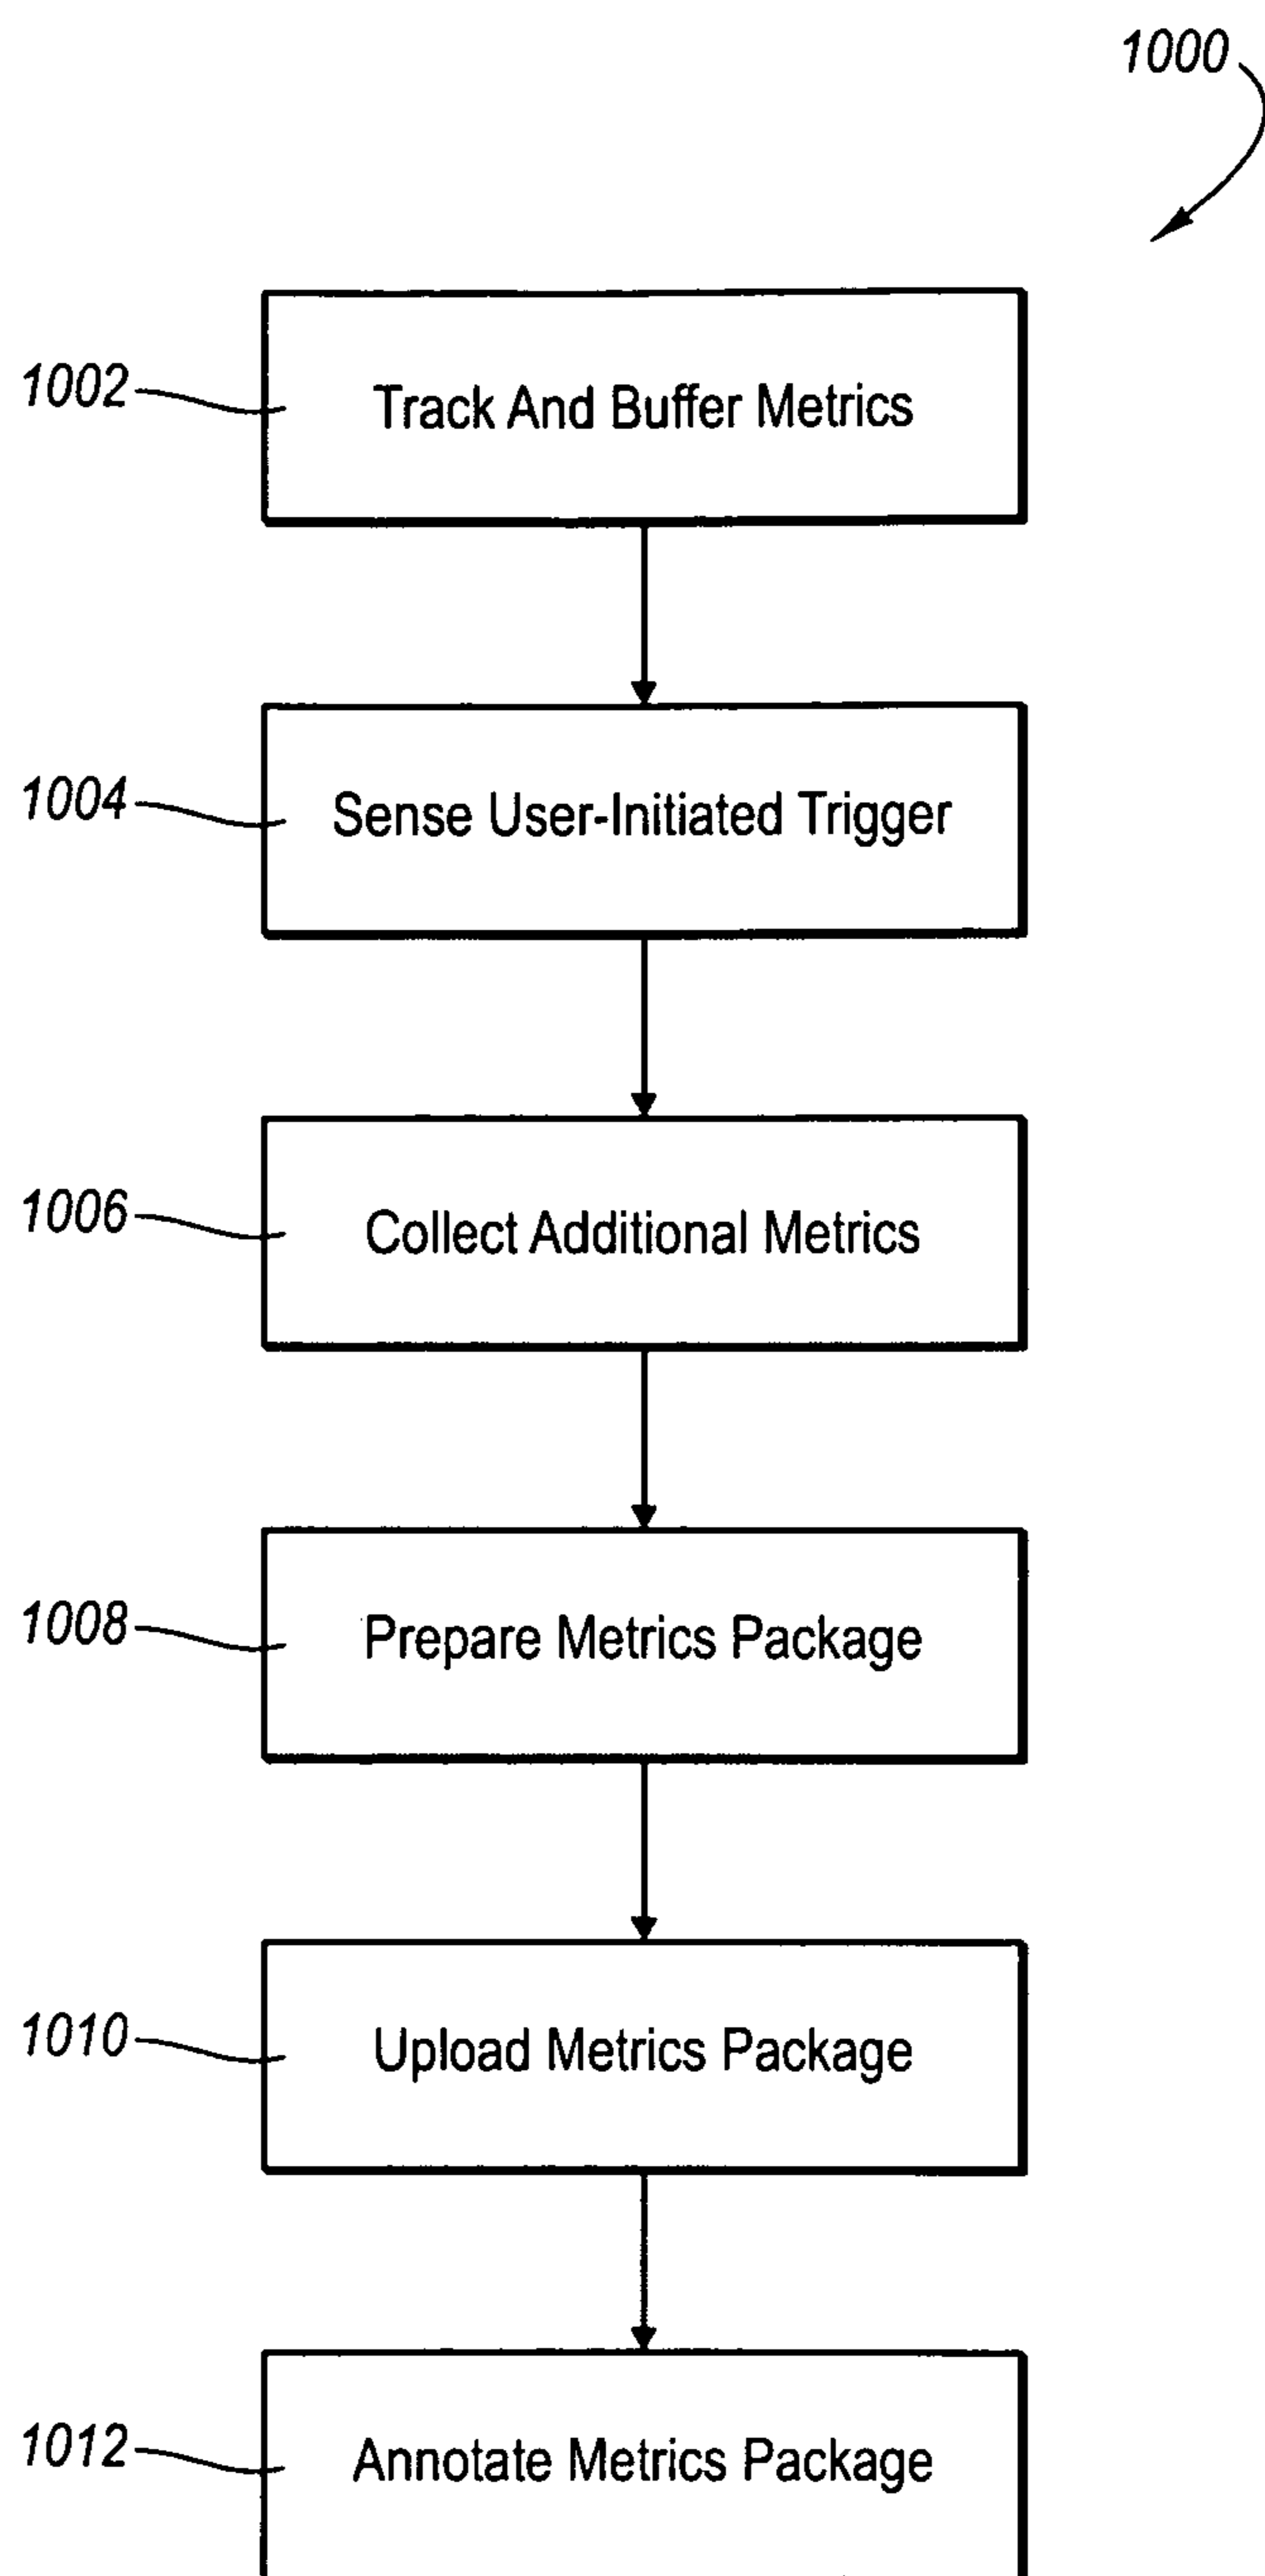 1000
1002 Track And Buffer Metrics
1004 Sense User-Initiated Trigger
1006 Collect Additional Metrics
1008 Prepare Metrics Package
1010 Upload Metrics Package
1012 Annotate Metrics Package